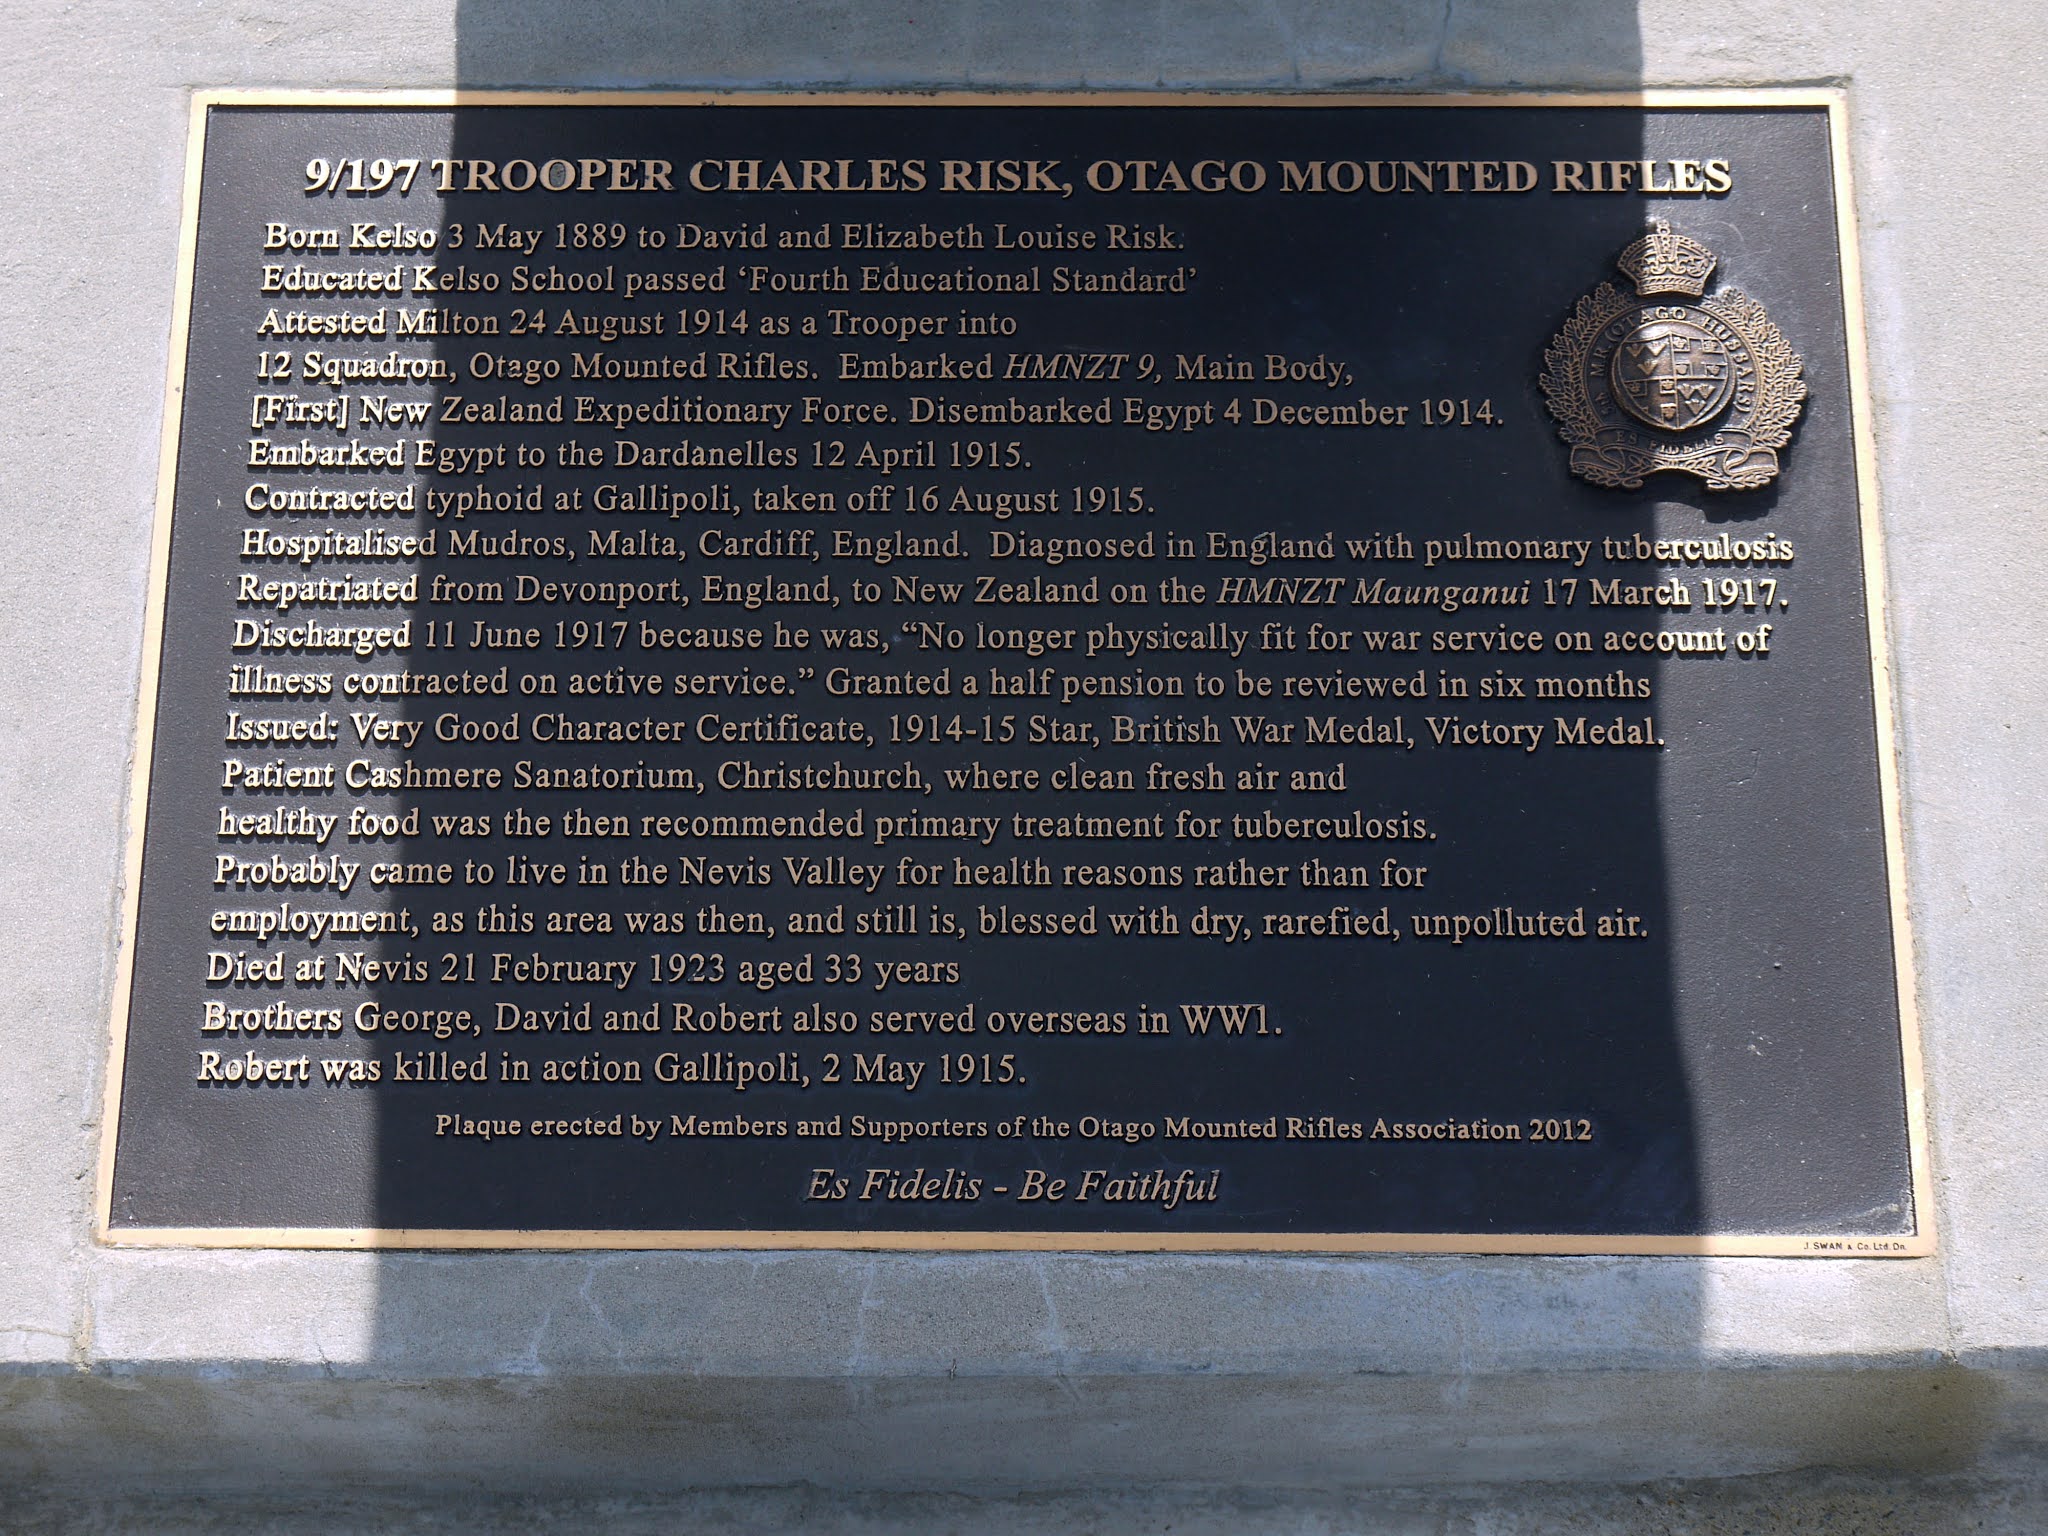 9/197 TROOPER CHARLES RISK, OTAGO MOUNTED RIFLES
Born Kelso 3 May 1889 to David and Elizabeth Louise Risk.
Educated Kelso School passed ‘Fourth Educational Standard’
Attested Milton 24 August 1914 as a Trooper into
12 Squadron, Otago Mounted Rifles. Embarked HMNZT 9, Main Body,
[First] New Zealand Expeditionary Force. Disembarked Egypt 4 December 1914.
Embarked Egypt to the Dardanelles 12 April 1915.
Contracted typhoid at Gallipoli, taken off 16 August 1915.
Hospitalised Mudros, Malta, Cardiff, England. Diagnosed in England with pulmonary tuberculosis
Repatriated from Devonport, England, to New Zealand on the HMNZT Maunganui 17 March 1917.
Discharged 11 June 1917 because he was, “No longer physically fit for war service on account of
illness contracted on active service.” Granted a half pension to be reviewed in six months
Issued: Very Good Character Certificate, 1914-15 Star, British War Medal, Victory Medal.
Patient Cashmere Sanatorium, Christchurch, where clean fresh air and
healthy food was the then recommended primary treatment for tuberculosis.
Probably came to live in the Nevis Valley for health reasons rather than for
employment, as this area was then, and still is, blessed with dry, rarefied, unpolluted air.
Died at Nevis 21 February 1923 aged 33 years
Brothers George, David and Robert also served overseas in WW1.
Robert was killed in action Gallipoli, 2 May 1915.
Plaque erected by Members and Supporters of the Otago Mounted Rifles Association 2012
Es Fidelis - Be Faithful
J. SWAN & Co. Ltd. Dn.
MR (OTAGO HUSSARS)
ES FIDELIS